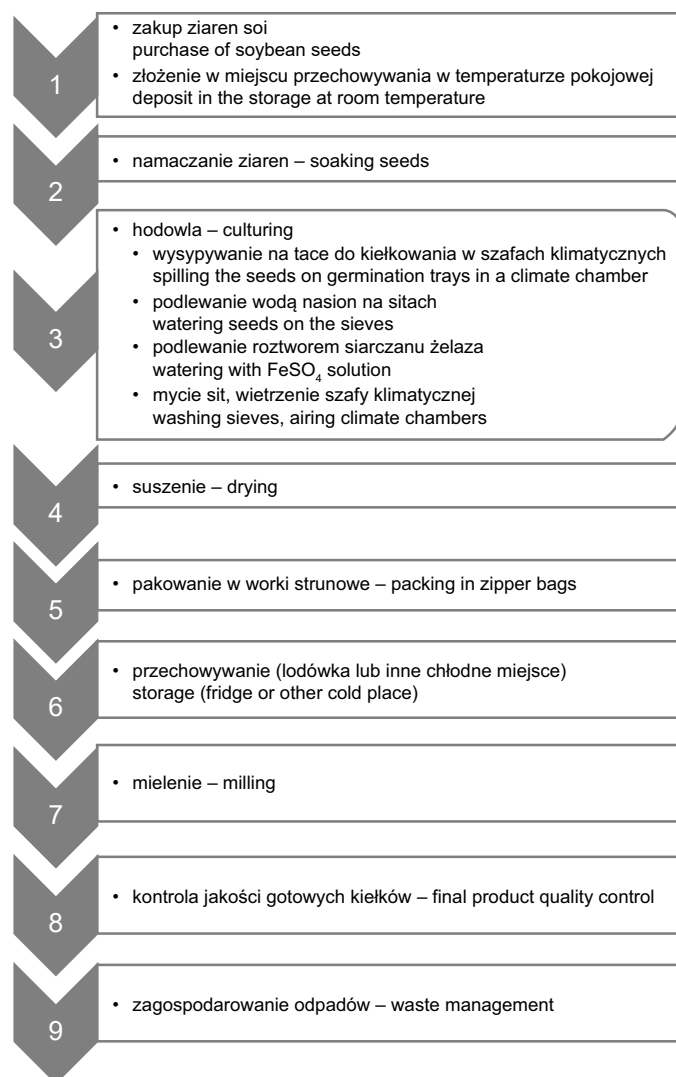 1
• zakup ziaren soi
purchase of soybean seeds
• złożenie w miejscu przechowywania w temperaturze pokojowej
deposit in the storage at room temperature
2
• namaczanie ziaren – soaking seeds
3
• hodowla – culturing
• wysypywanie na tace do kiełkowania w szafach klimatycznych
spilling the seeds on germination trays in a climate chamber
• podlewanie wodą nasion na sitach
watering seeds on the sieves
• podlewanie roztworem siarczanu żelaza
watering with FeSO₄ solution
• mycie sit, wietrzenie szafy klimatycznej
washing sieves, airing climate chambers
4
• suszenie – drying
5
• pakowanie w worki strunowe – packing in zipper bags
6
• przechowywanie (lodówka lub inne chłodne miejsce)
storage (fridge or other cold place)
7
• mielenie – milling
8
• kontrola jakości gotowych kiełków – final product quality control
9
• zagospodarowanie odpadów – waste management